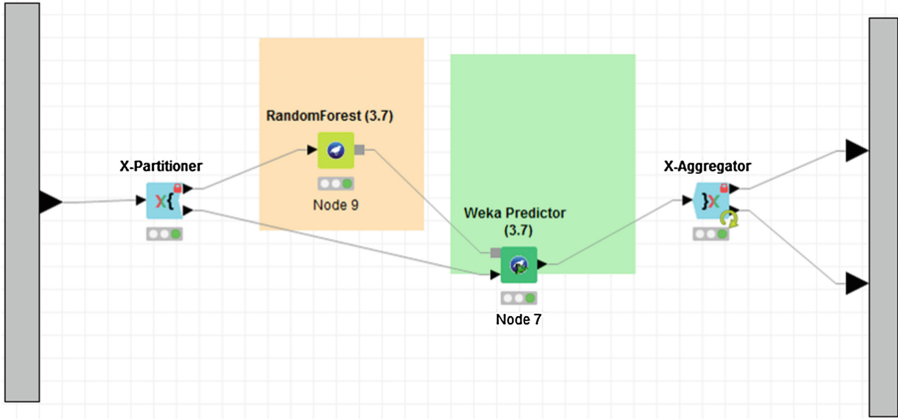 RandomForest (3.7)
X-Partitioner
X{
Node 9
X-Aggregator
}X
Weka Predictor
(3.7)
Node 7